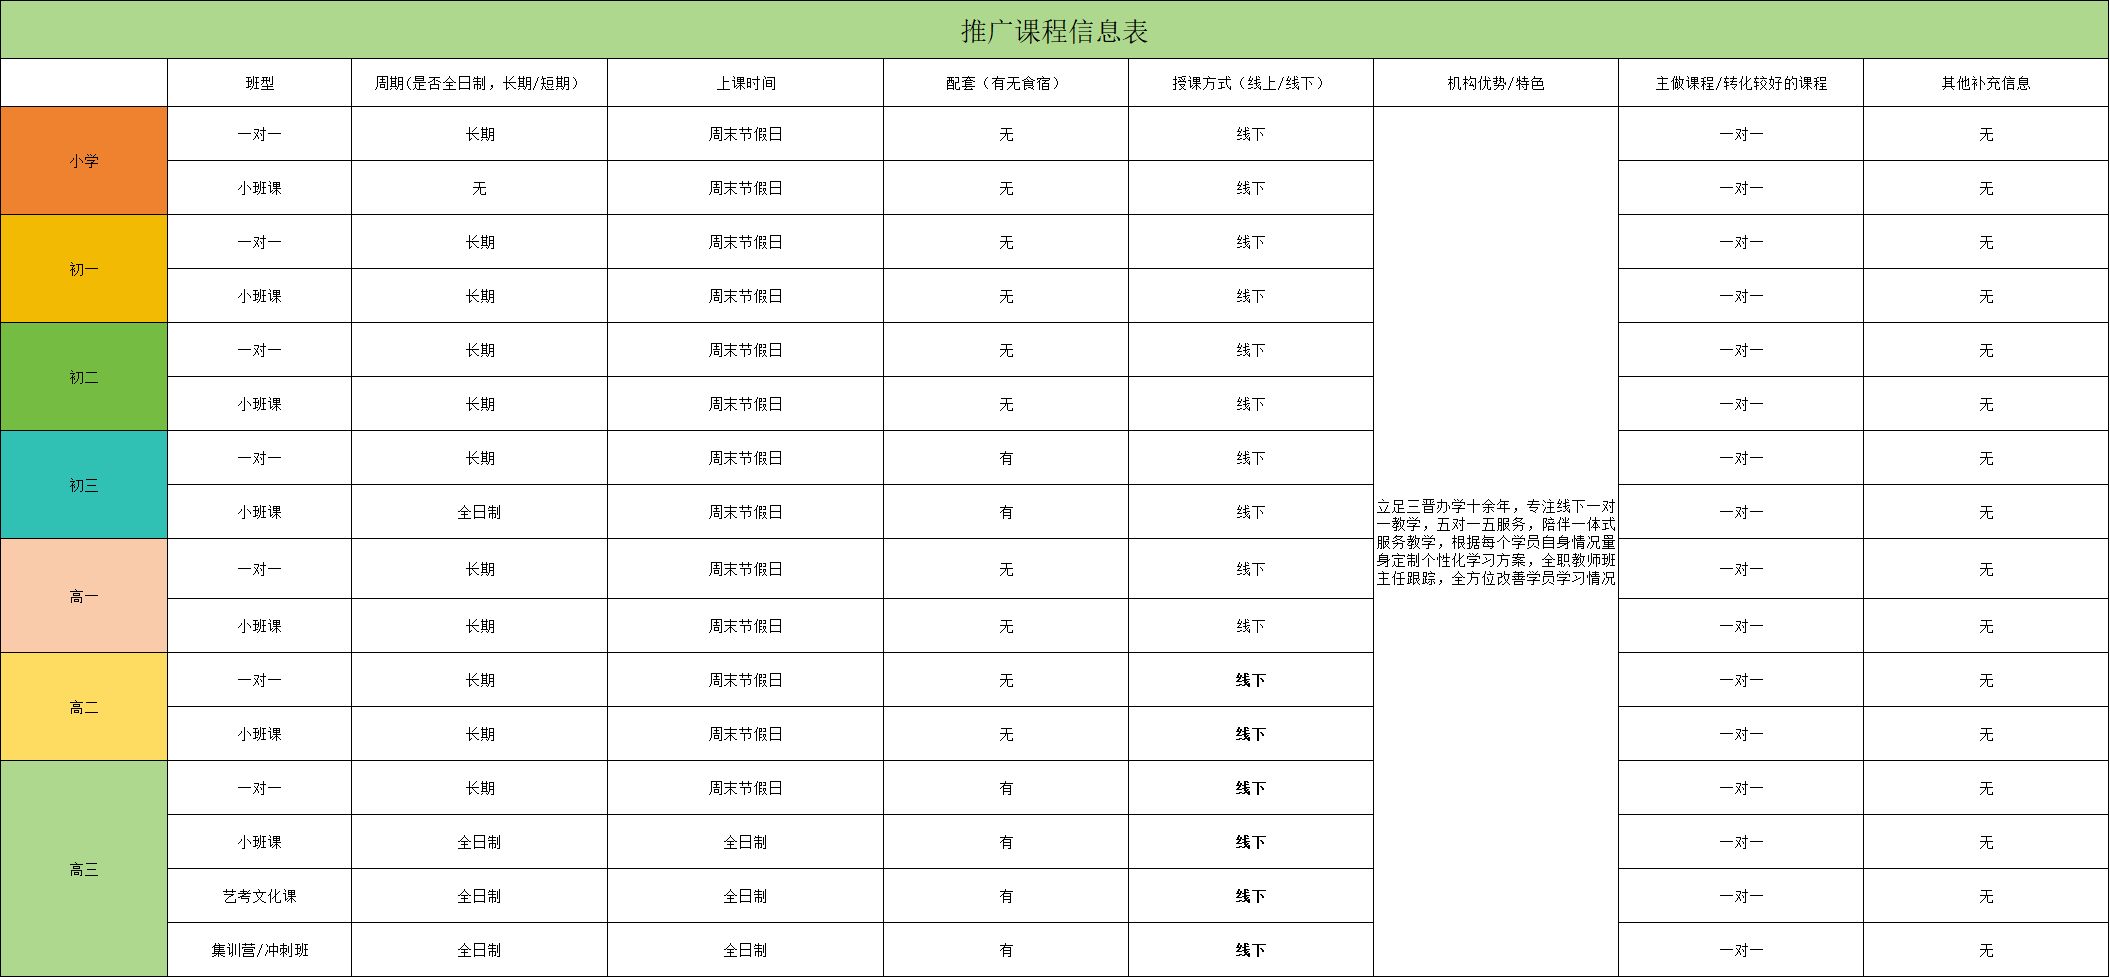 推广课程信息表
班型 周期(是否全日制，长期/短期） 上课时间 配套（有无食宿） 授课方式（线上/线下） 机构优势/特色 主做课程/转化较好的课程 其他补充信息
小学
一对一 长期 周末节假日 无 线下 一对一 无
小班课 无 周末节假日 无 线下 一对一 无
初一
一对一 长期 周末节假日 无 线下 一对一 无
小班课 长期 周末节假日 无 线下 一对一 无
初二
一对一 长期 周末节假日 无 线下 一对一 无
小班课 长期 周末节假日 无 线下 一对一 无
初三
一对一 长期 周末节假日 有 线下 一对一 无
小班课 全日制 周末节假日 有 线下 一对一 无
立足三晋办学十余年，专注线下一对
一教学，五对一五服务，陪伴一体式
服务教学，根据每个学员自身情况量
身定制个性化学习方案，全职教师班
主任跟踪，全方位改善学员学习情况
高一
一对一 长期 周末节假日 无 线下 一对一 无
小班课 长期 周末节假日 无 线下 一对一 无
高二
一对一 长期 周末节假日 无 线下 一对一 无
小班课 长期 周末节假日 无 线下 一对一 无
高三
一对一 长期 周末节假日 有 线下 一对一 无
小班课 全日制 全日制 有 线下 一对一 无
艺考文化课 全日制 全日制 有 线下 一对一 无
集训营/冲刺班 全日制 全日制 有 线下 一对一 无